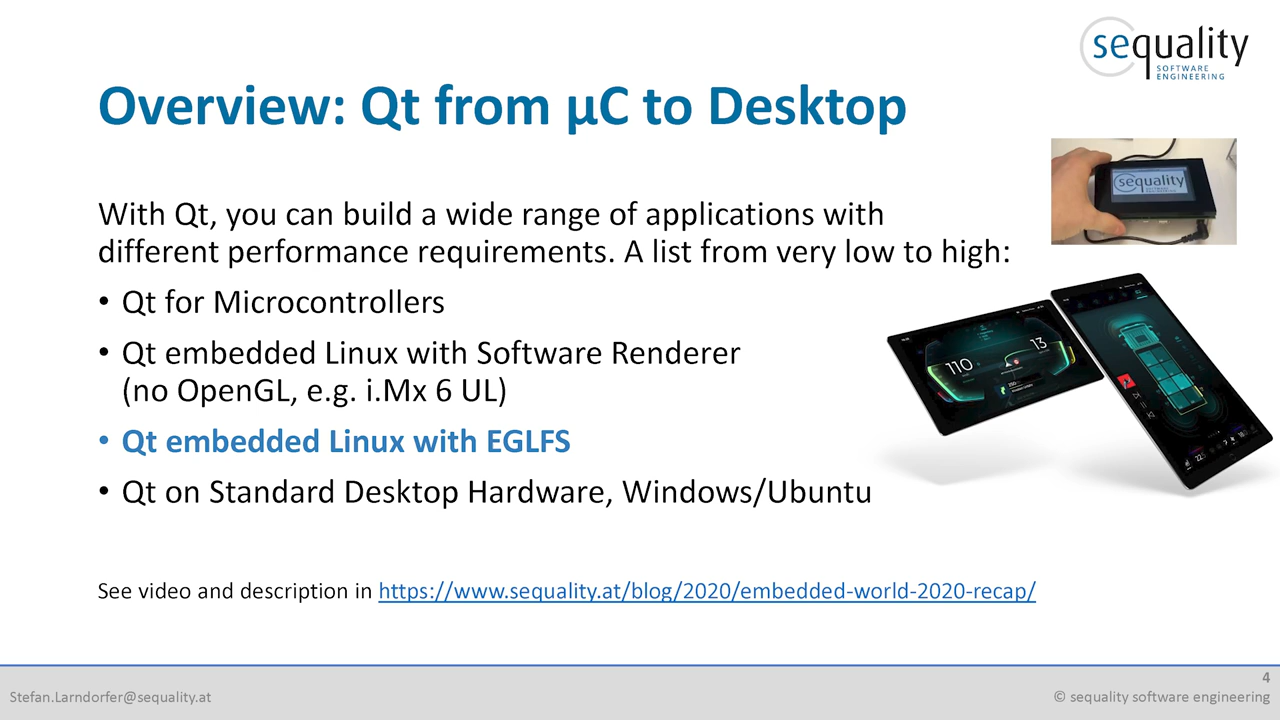 sequality
SOFTWARE
ENGINEERING
Overview: Qt from µC to Desktop
With Qt, you can build a wide range of applications with
different performance requirements. A list from very low to high:
• Qt for Microcontrollers
• Qt embedded Linux with Software Renderer
(no OpenGL, e.g. i.Mx 6 UL)
• Qt embedded Linux with EGLFS
• Qt on Standard Desktop Hardware, Windows/Ubuntu
sequality
110
13
See video and description in https://www.sequality.at/blog/2020/embedded-world-2020-recap/
4
Stefan.Larndorfer@sequality.at
© sequality software engineering